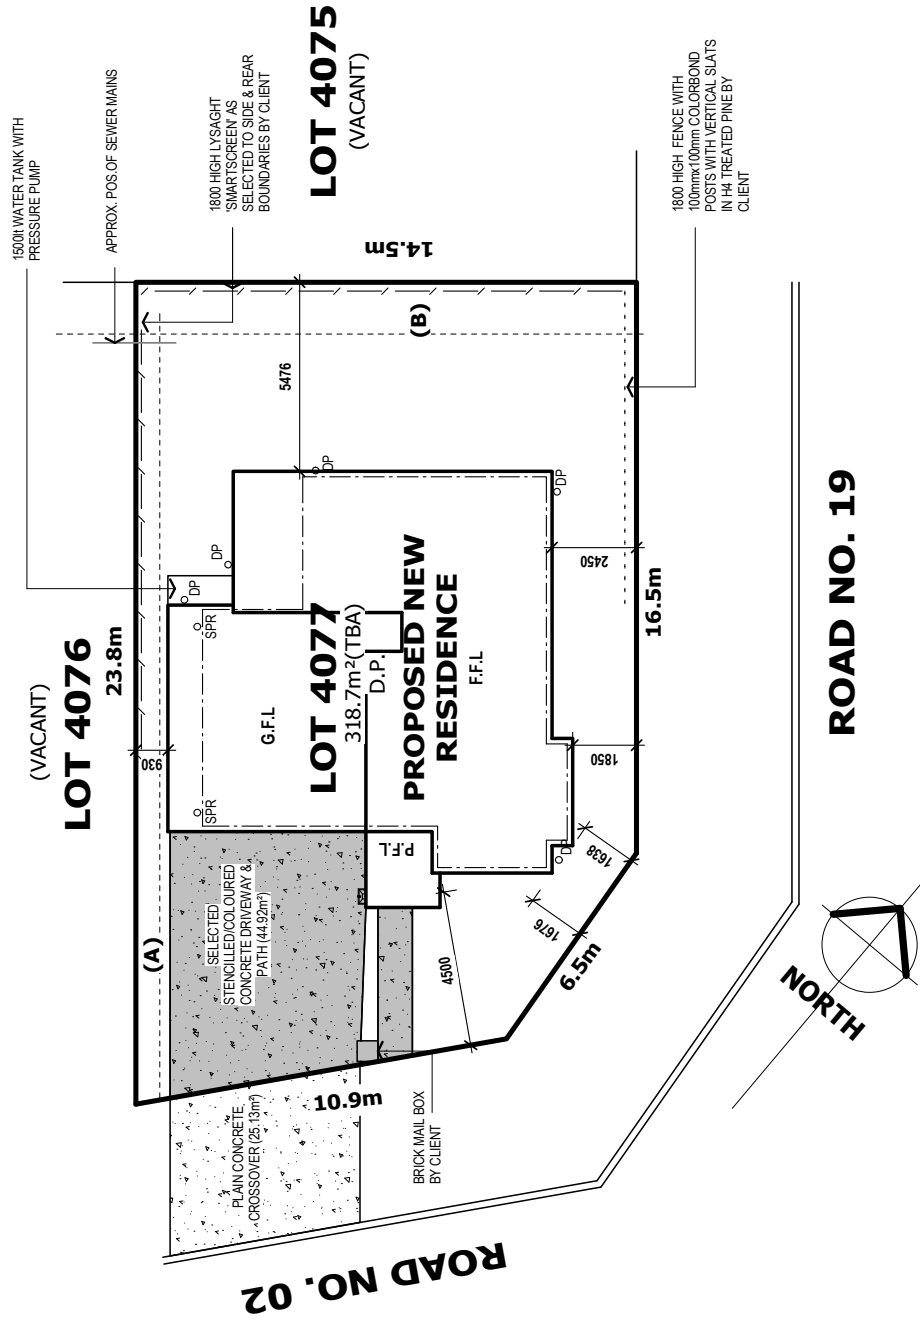 1500lt WATER TANK WITH
PRESSURE PUMP
APPROX. POS.OF SEWER MAINS
1800 HIGH LYSAGHT
'SMARTSCREEN' AS
SELECTED TO SIDE & REAR
BOUNDARIES BY CLIENT
LOT 4075
(VACANT)
14.5m
1800 HIGH FENCE WITH
100mmx100mm COLORBOND
POSTS WITH VERTICAL SLATS
IN H4 TREATED PINE BY
CLIENT
(B)
5476
DP
DP
DP
DP
SPR
(VACANT)
LOT 4076
23.8m
930
SPR
G.F.L
LOT 4077
318.7m²(TBA)
D.P.
PROPOSED NEW
RESIDENCE
F.F.L
2450
16.5m
1850
ROAD NO. 19
P.F.L
DP
1638
1676
6.5m
4500
(A)
SELECTED
STENCILLED/COLOURED
CONCRETE DRIVEWAY &
PATH (44.92m²)
10.9m
PLAIN CONCRETE
CROSSOVER (25.13m²)
BRICK MAIL BOX
BY CLIENT
NORTH
ROAD NO. 02